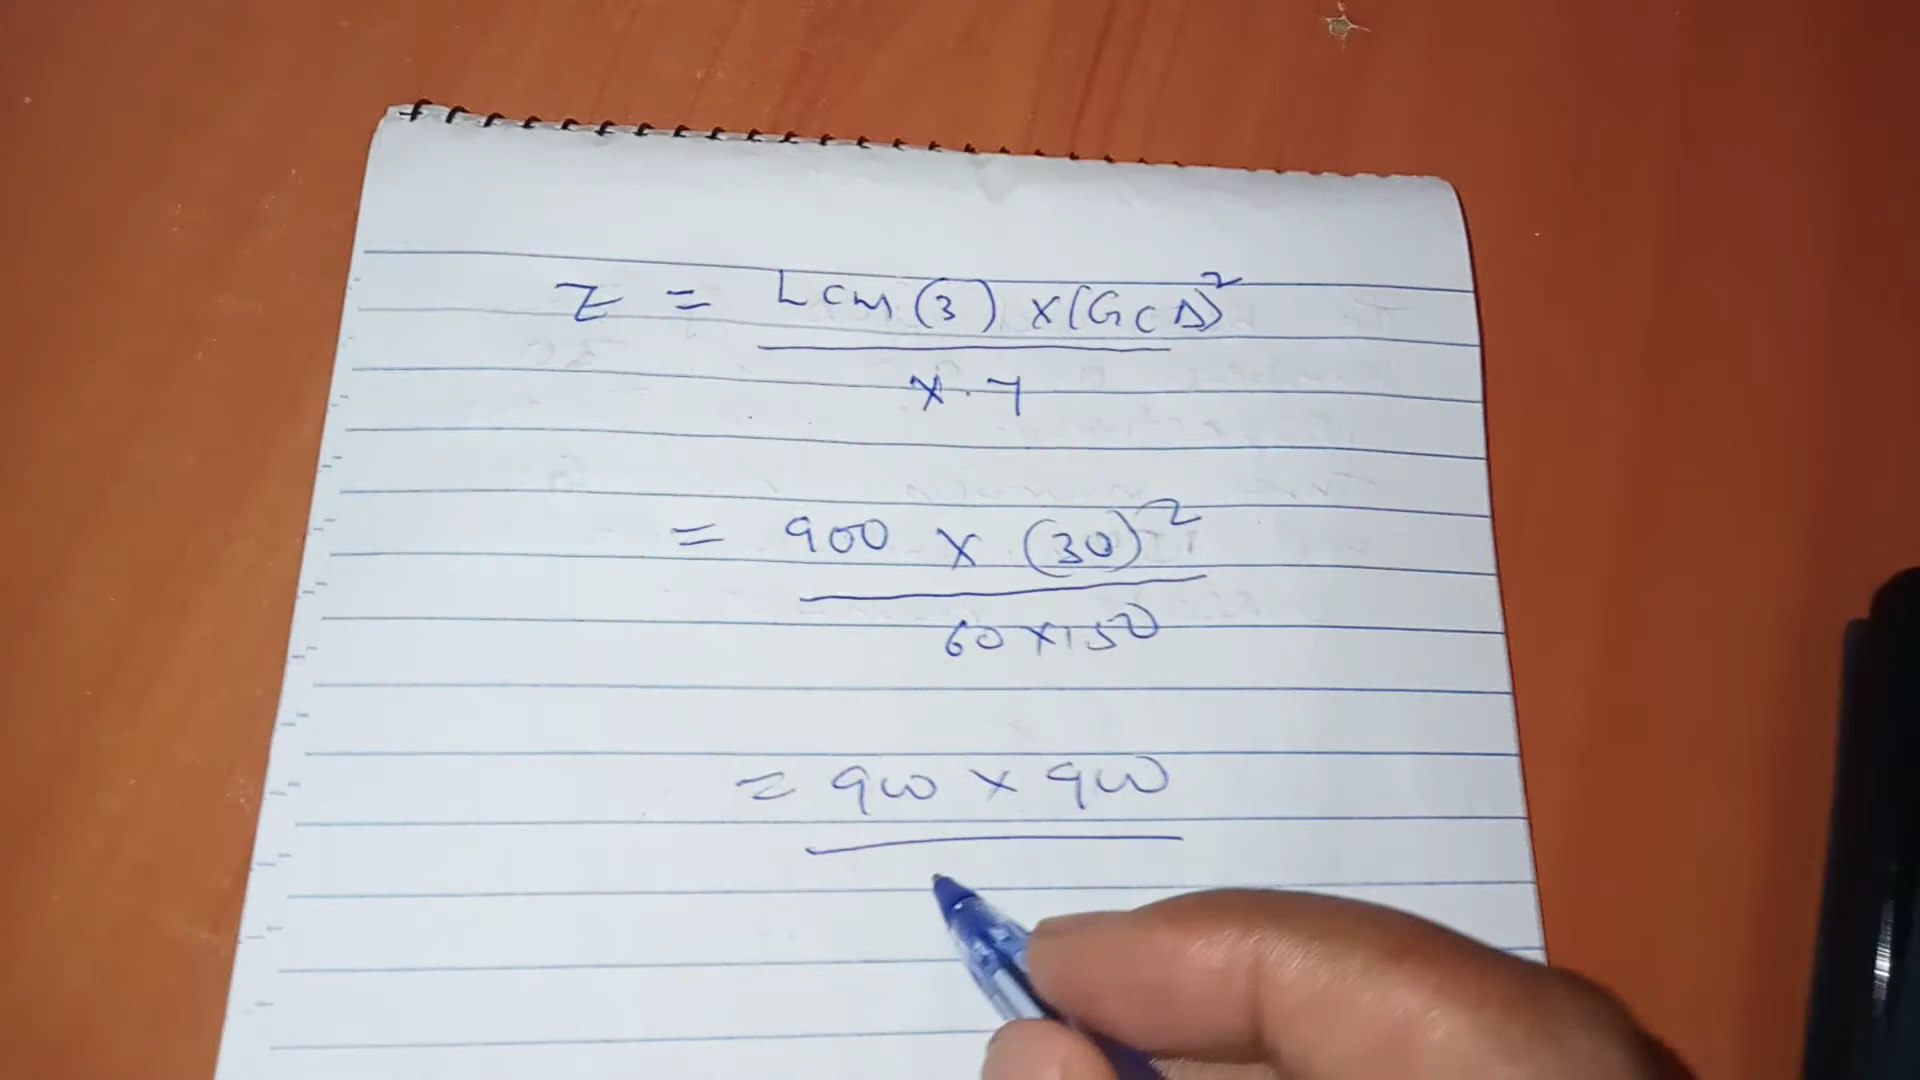 z = Lcm (3) x (GCD)²
x . y
= 900 x (30)²
60 x 150
= 900 x 900